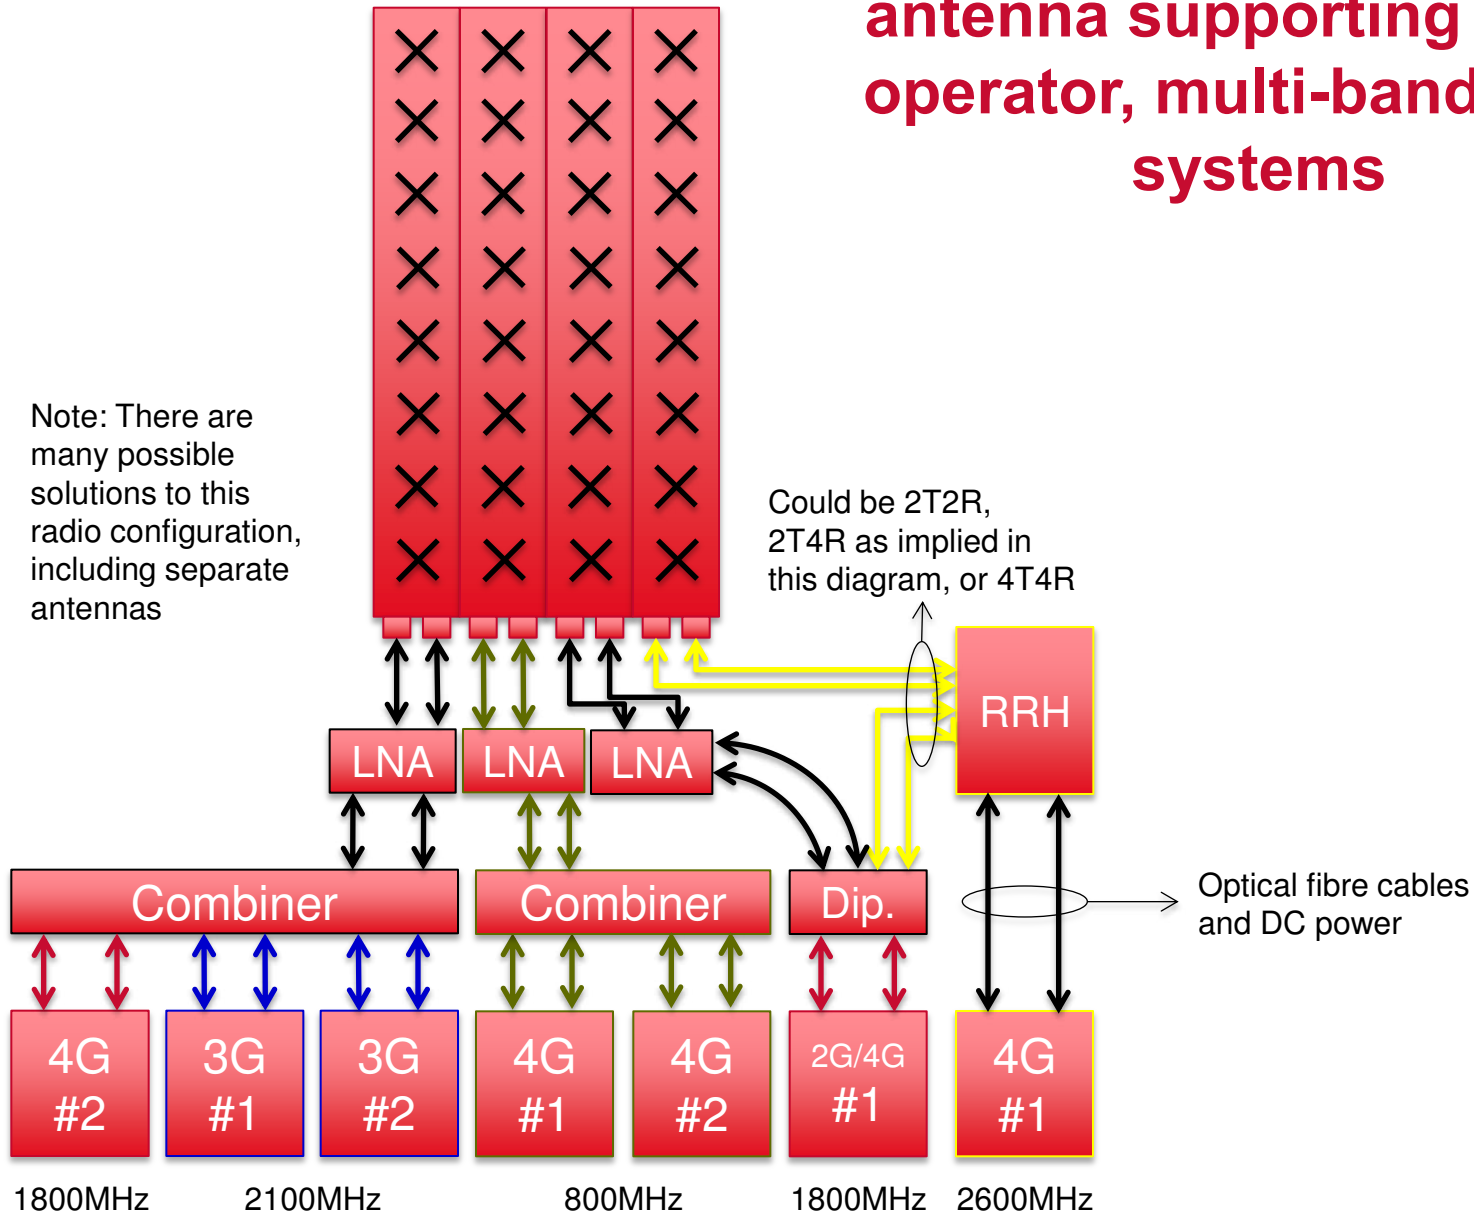 antenna supporting
operator, multi-band
systems
Note: There are
many possible
solutions to this
radio configuration,
including separate
antennas
Could be 2T2R,
2T4R as implied in
this diagram, or 4T4R
RRH
LNA
LNA
LNA
Combiner
Combiner
Dip.
Optical fibre cables
and DC power
4G
#2
3G
#1
3G
#2
4G
#1
4G
#2
2G/4G
#1
4G
#1
1800MHz
2100MHz
800MHz
1800MHz
2600MHz